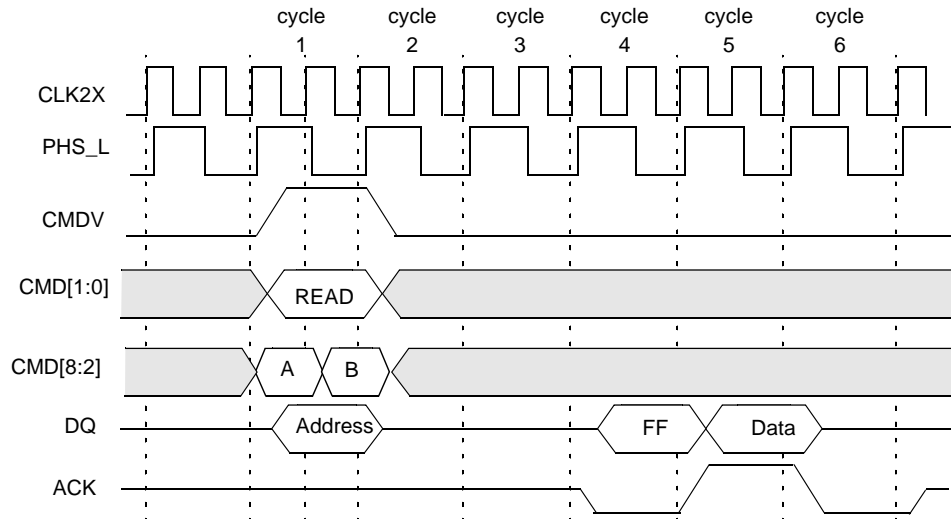 cycle cycle cycle cycle cycle cycle
1 2 3 4 5 6
CLK2X
PHS_L
CMDV
CMD[1:0] READ
CMD[8:2] A B
DQ Address FF Data
ACK